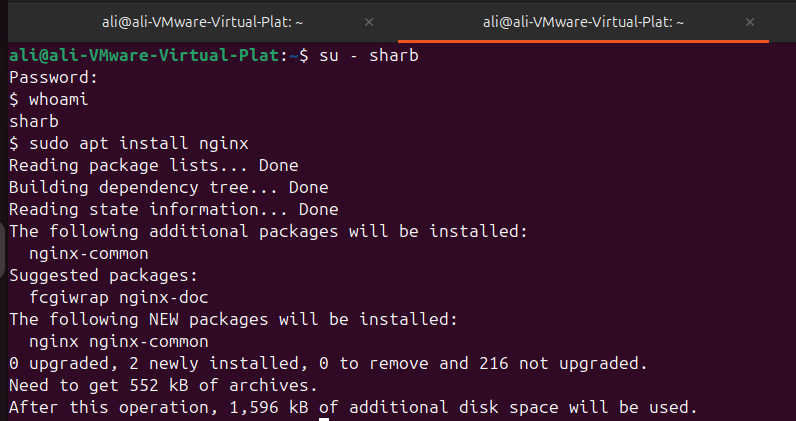 ali@ali-VMware-Virtual-Plat: ~ × ali@ali-VMware-Virtual-Plat: ~ ×
ali@ali-VMware-Virtual-Plat:~$ su - sharb
Password:
$ whoami
sharb
$ sudo apt install nginx
Reading package lists... Done
Building dependency tree... Done
Reading state information... Done
The following additional packages will be installed:
  nginx-common
Suggested packages:
  fcgiwrap nginx-doc
The following NEW packages will be installed:
  nginx nginx-common
0 upgraded, 2 newly installed, 0 to remove and 216 not upgraded.
Need to get 552 kB of archives.
After this operation, 1,596 kB of additional disk space will be used.